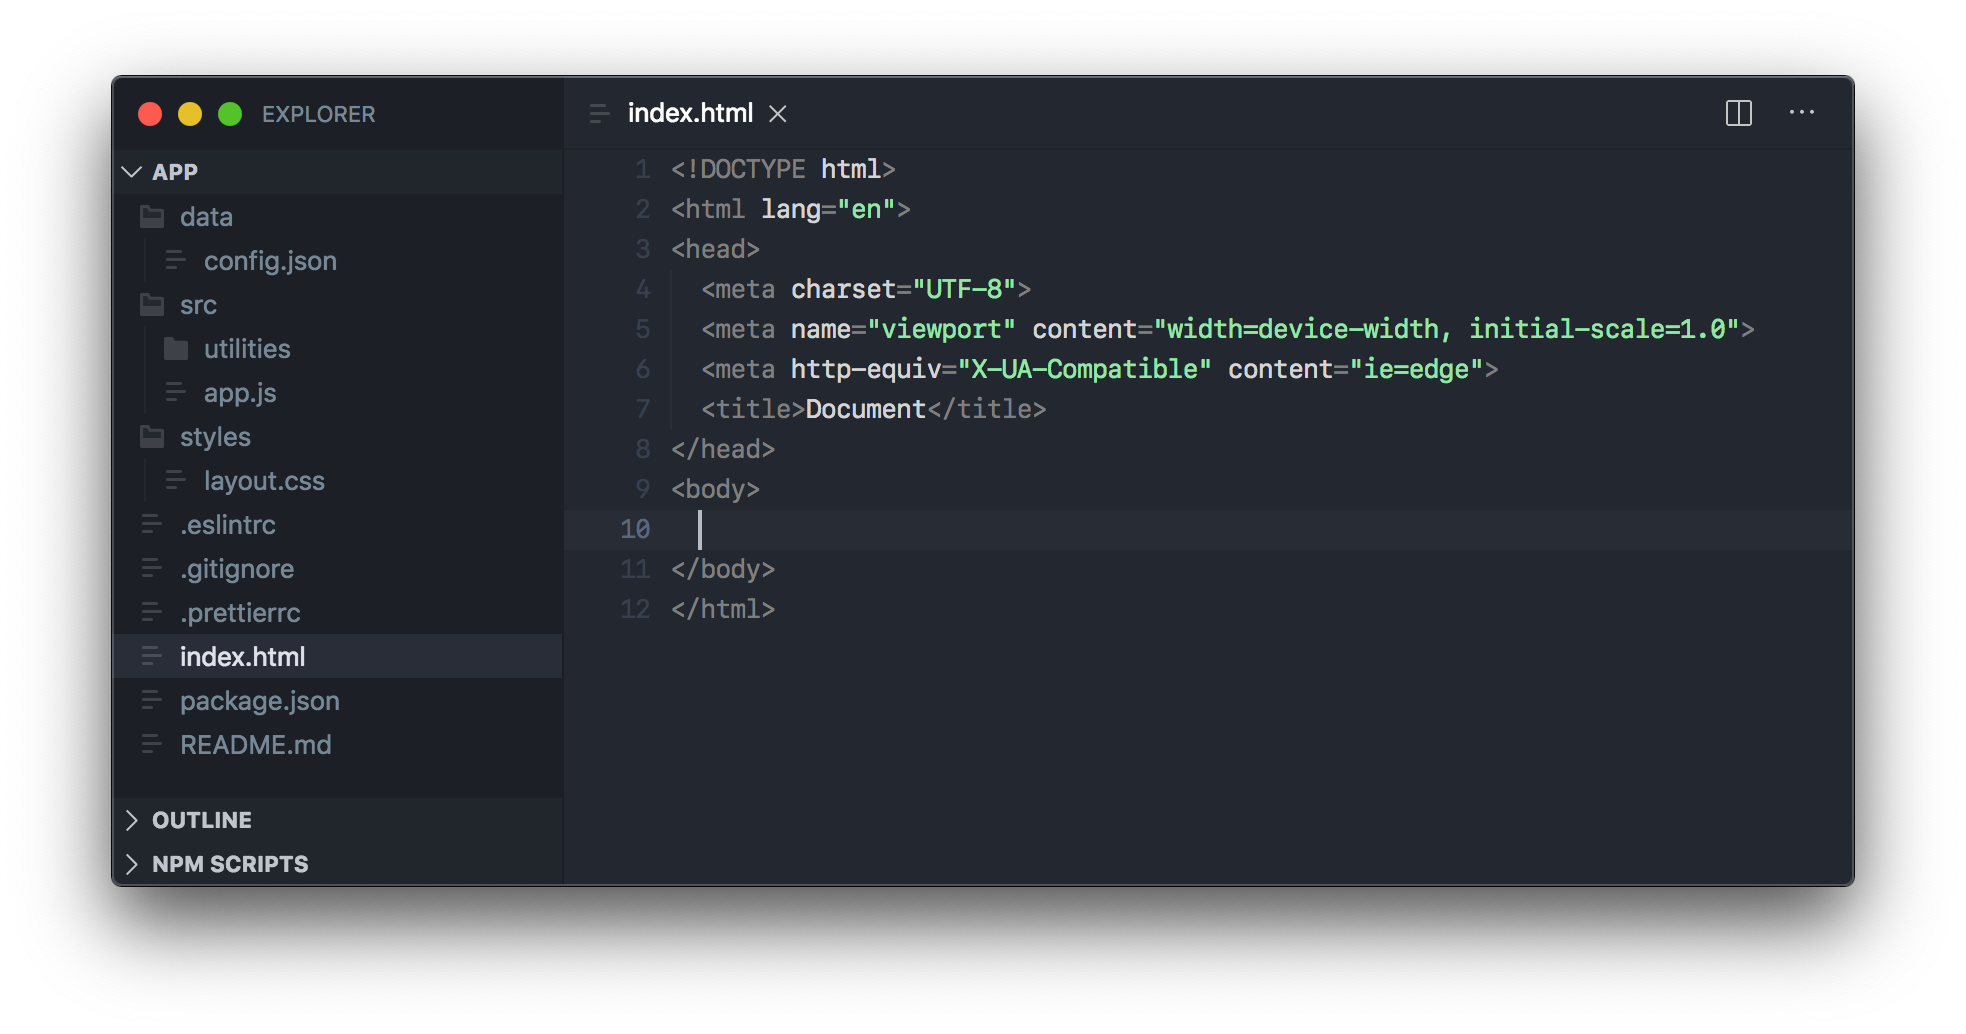 EXPLORER
APP
data
config.json
src
utilities
app.js
styles
layout.css
.eslintrc
.gitignore
.prettierrc
index.html
package.json
README.md
OUTLINE
NPM SCRIPTS
index.html
1 <!DOCTYPE html>
2 <html lang="en">
3 <head>
4   <meta charset="UTF-8">
5   <meta name="viewport" content="width=device-width, initial-scale=1.0">
6   <meta http-equiv="X-UA-Compatible" content="ie=edge">
7   <title>Document</title>
8 </head>
9 <body>
10
11 </body>
12 </html>